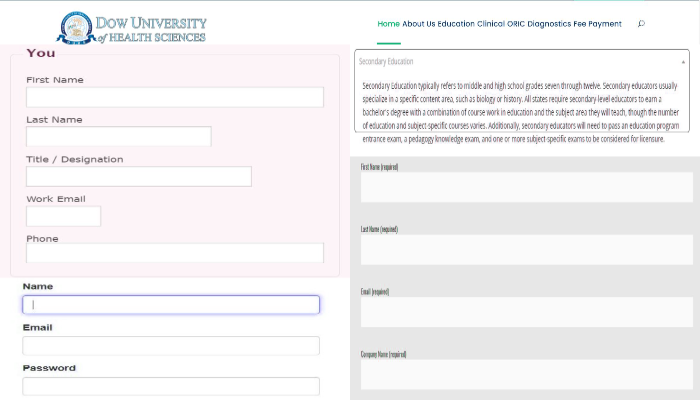 DOW UNIVERSITY
of HEALTH SCIENCES
Home About Us Education Clinical ORIC Diagnostics Fee Payment
You
First Name
Last Name
Title / Designation
Work Email
Phone
Name
Email
Password
Secondary Education
Secondary Education typically refers to middle and high school grades seven through twelve. Secondary educators usually
specialize in a specific content area, such as biology or history. All states require secondary-level educators to earn a
bachelor's degree with a combination of course work in education and the subject area they will teach, though the number
of education and subject-specific courses varies. Additionally, secondary educators will need to pass an education program
entrance exam, a pedagogy knowledge exam, and one or more subject-specific exams to be considered for licensure.
First Name (required)
Last Name (required)
Email (required)
Company Name (required)